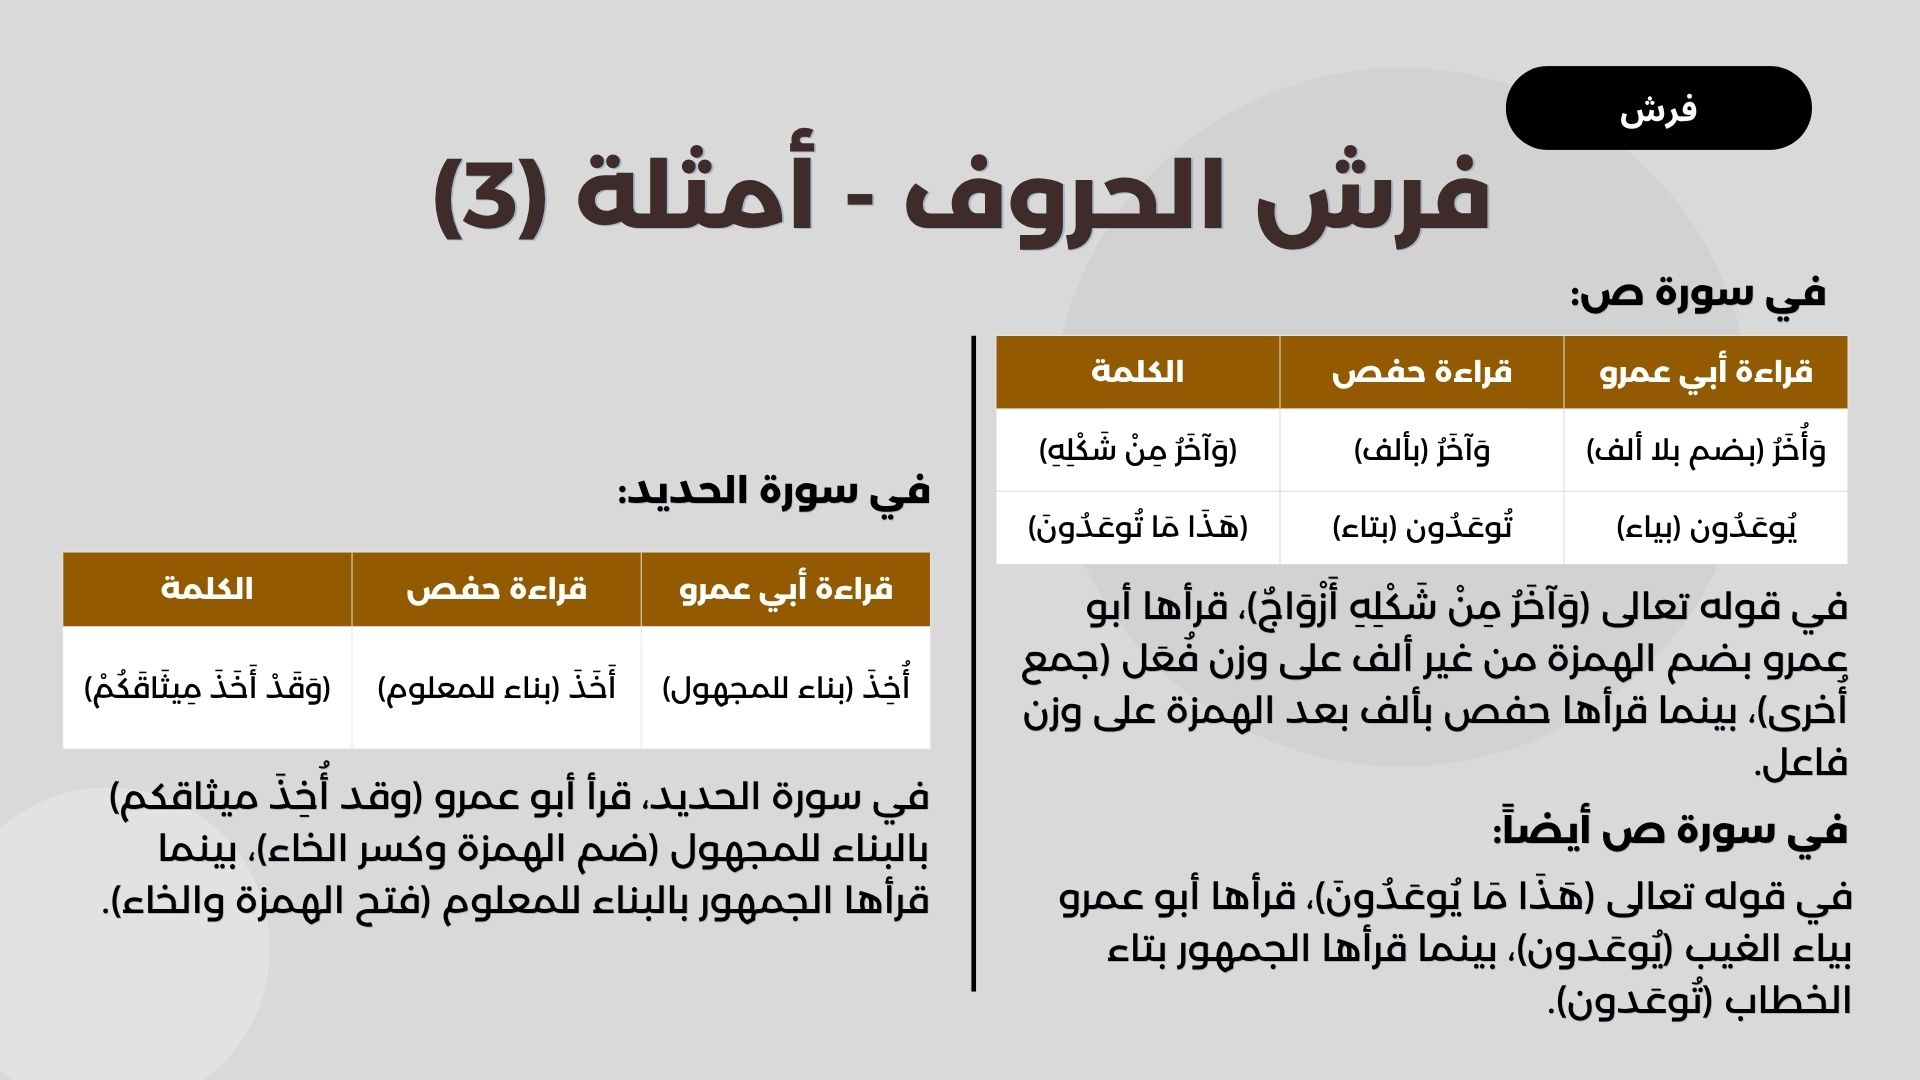 فرش
فرش الحروف - أمثلة (3)
في سورة ص:
قراءة أبي عمرو	قراءة حفص	الكلمة
وَأُخَرُ (بضم بلا ألف)	وَآخَرُ (بألف)	(وَآخَرُ مِنْ شَكْلِهِ)
يُوعَدُون (بياء)	تُوعَدُون (بتاء)	(هَذَا مَا تُوعَدُونَ)
في قوله تعالى (وَآخَرُ مِنْ شَكْلِهِ أَزْوَاجٌ)، قرأها أبو
عمرو بضم الهمزة من غير ألف على وزن فُعَل (جمع
أُخرى)، بينما قرأها حفص بألف بعد الهمزة على وزن
فاعل.
في سورة ص أيضاً:
في قوله تعالى (هَذَا مَا يُوعَدُونَ)، قرأها أبو عمرو
بياء الغيب (يُوعَدون)، بينما قرأها الجمهور بتاء
الخطاب (تُوعَدون).
في سورة الحديد:
قراءة أبي عمرو	قراءة حفص	الكلمة
أُخِذَ (بناء للمجهول)	أَخَذَ (بناء للمعلوم)	(وَقَدْ أَخَذَ مِيثَاقَكُمْ)
في سورة الحديد، قرأ أبو عمرو (وقد أُخِذَ ميثاقكم)
بالبناء للمجهول (ضم الهمزة وكسر الخاء)، بينما
قرأها الجمهور بالبناء للمعلوم (فتح الهمزة والخاء).